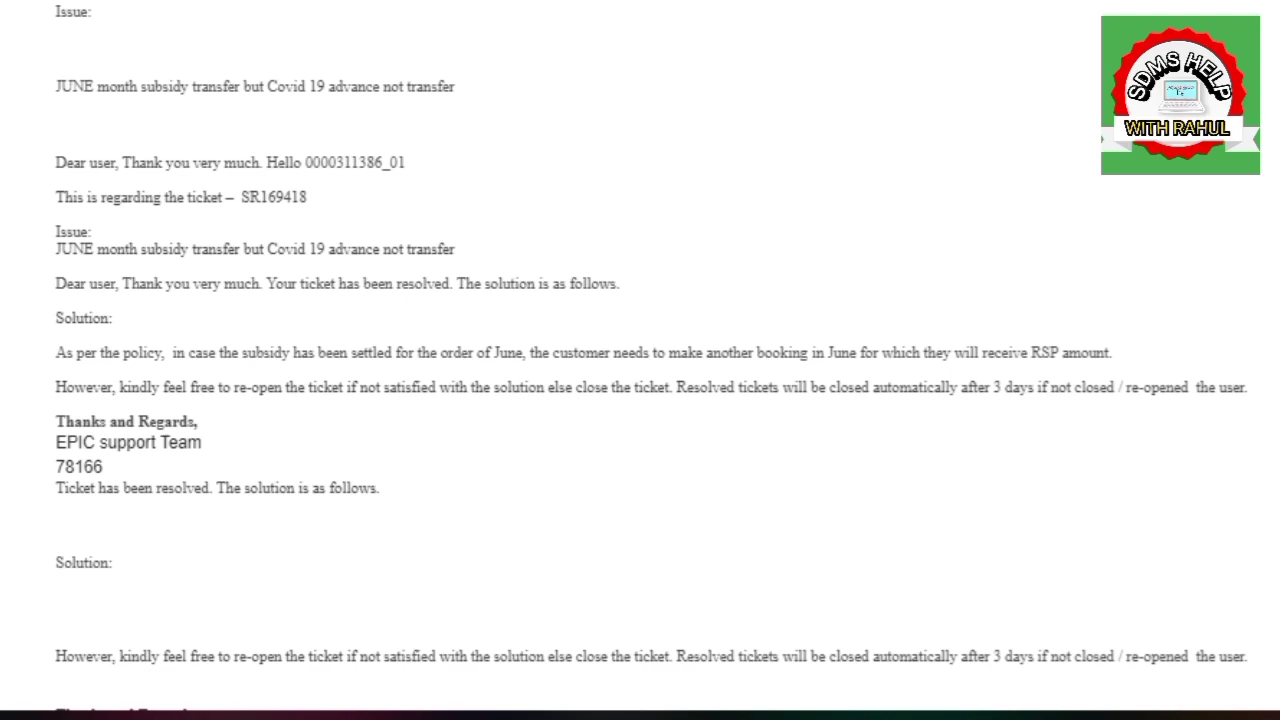 Issue:
JUNE month subsidy transfer but Covid 19 advance not transfer
SDMS HELP
WITH RAHUL
Dear user, Thank you very much. Hello 0000311386_01
This is regarding the ticket – SR169418
Issue:
JUNE month subsidy transfer but Covid 19 advance not transfer
Dear user, Thank you very much. Your ticket has been resolved. The solution is as follows.
Solution:
As per the policy, in case the subsidy has been settled for the order of June, the customer needs to make another booking in June for which they will receive RSP amount.
However, kindly feel free to re-open the ticket if not satisfied with the solution else close the ticket. Resolved tickets will be closed automatically after 3 days if not closed / re-opened the user.
Thanks and Regards,
EPIC support Team
78166
Ticket has been resolved. The solution is as follows.
Solution:
However, kindly feel free to re-open the ticket if not satisfied with the solution else close the ticket. Resolved tickets will be closed automatically after 3 days if not closed / re-opened the user.